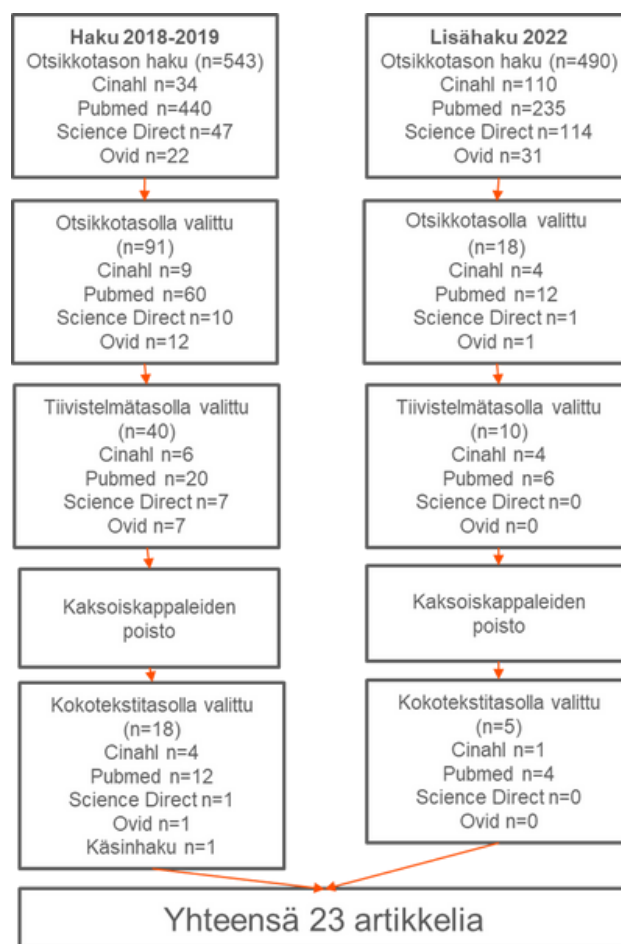 Haku 2018-2019
Otsikkotason haku (n=543)
Cinahl n=34
Pubmed n=440
Science Direct n=47
Ovid n=22
Otsikkotasolla valittu
(n=91)
Cinahl n=9
Pubmed n=60
Science Direct n=10
Ovid n=12
Tiivistelmätasolla valittu
(n=40)
Cinahl n=6
Pubmed n=20
Science Direct n=7
Ovid n=7
Kaksoiskappaleiden
poisto
Kokotekstitasolla valittu
(n=18)
Cinahl n=4
Pubmed n=12
Science Direct n=1
Ovid n=1
Käsinhaku n=1
Lisähaku 2022
Otsikkotason haku (n=490)
Cinahl n=110
Pubmed n=235
Science Direct n=114
Ovid n=31
Otsikkotasolla valittu
(n=18)
Cinahl n=4
Pubmed n=12
Science Direct n=1
Ovid n=1
Tiivistelmätasolla valittu
(n=10)
Cinahl n=4
Pubmed n=6
Science Direct n=0
Ovid n=0
Kaksoiskappaleiden
poisto
Kokotekstitasolla valittu
(n=5)
Cinahl n=1
Pubmed n=4
Science Direct n=0
Ovid n=0
Yhteensä 23 artikkelia